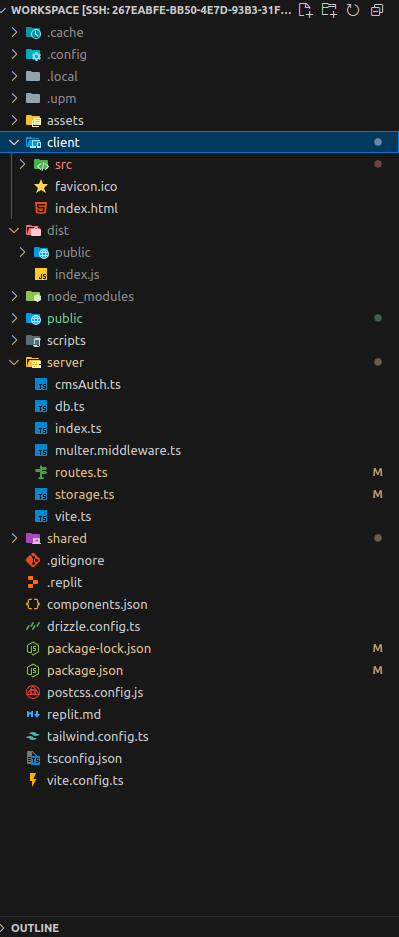 WORKSPACE [SSH: 267EABFE-BB50-4E7D-93B3-31F...
.cache
.config
.local
.upm
assets
client
src
favicon.ico
index.html
dist
public
index.js
node_modules
public
scripts
server
cmsAuth.ts
db.ts
index.ts
multer.middleware.ts
routes.ts M
storage.ts M
vite.ts
shared
.gitignore
.replit
components.json
drizzle.config.ts
package-lock.json M
package.json M
postcss.config.js
replit.md
tailwind.config.ts
tsconfig.json
vite.config.ts
OUTLINE